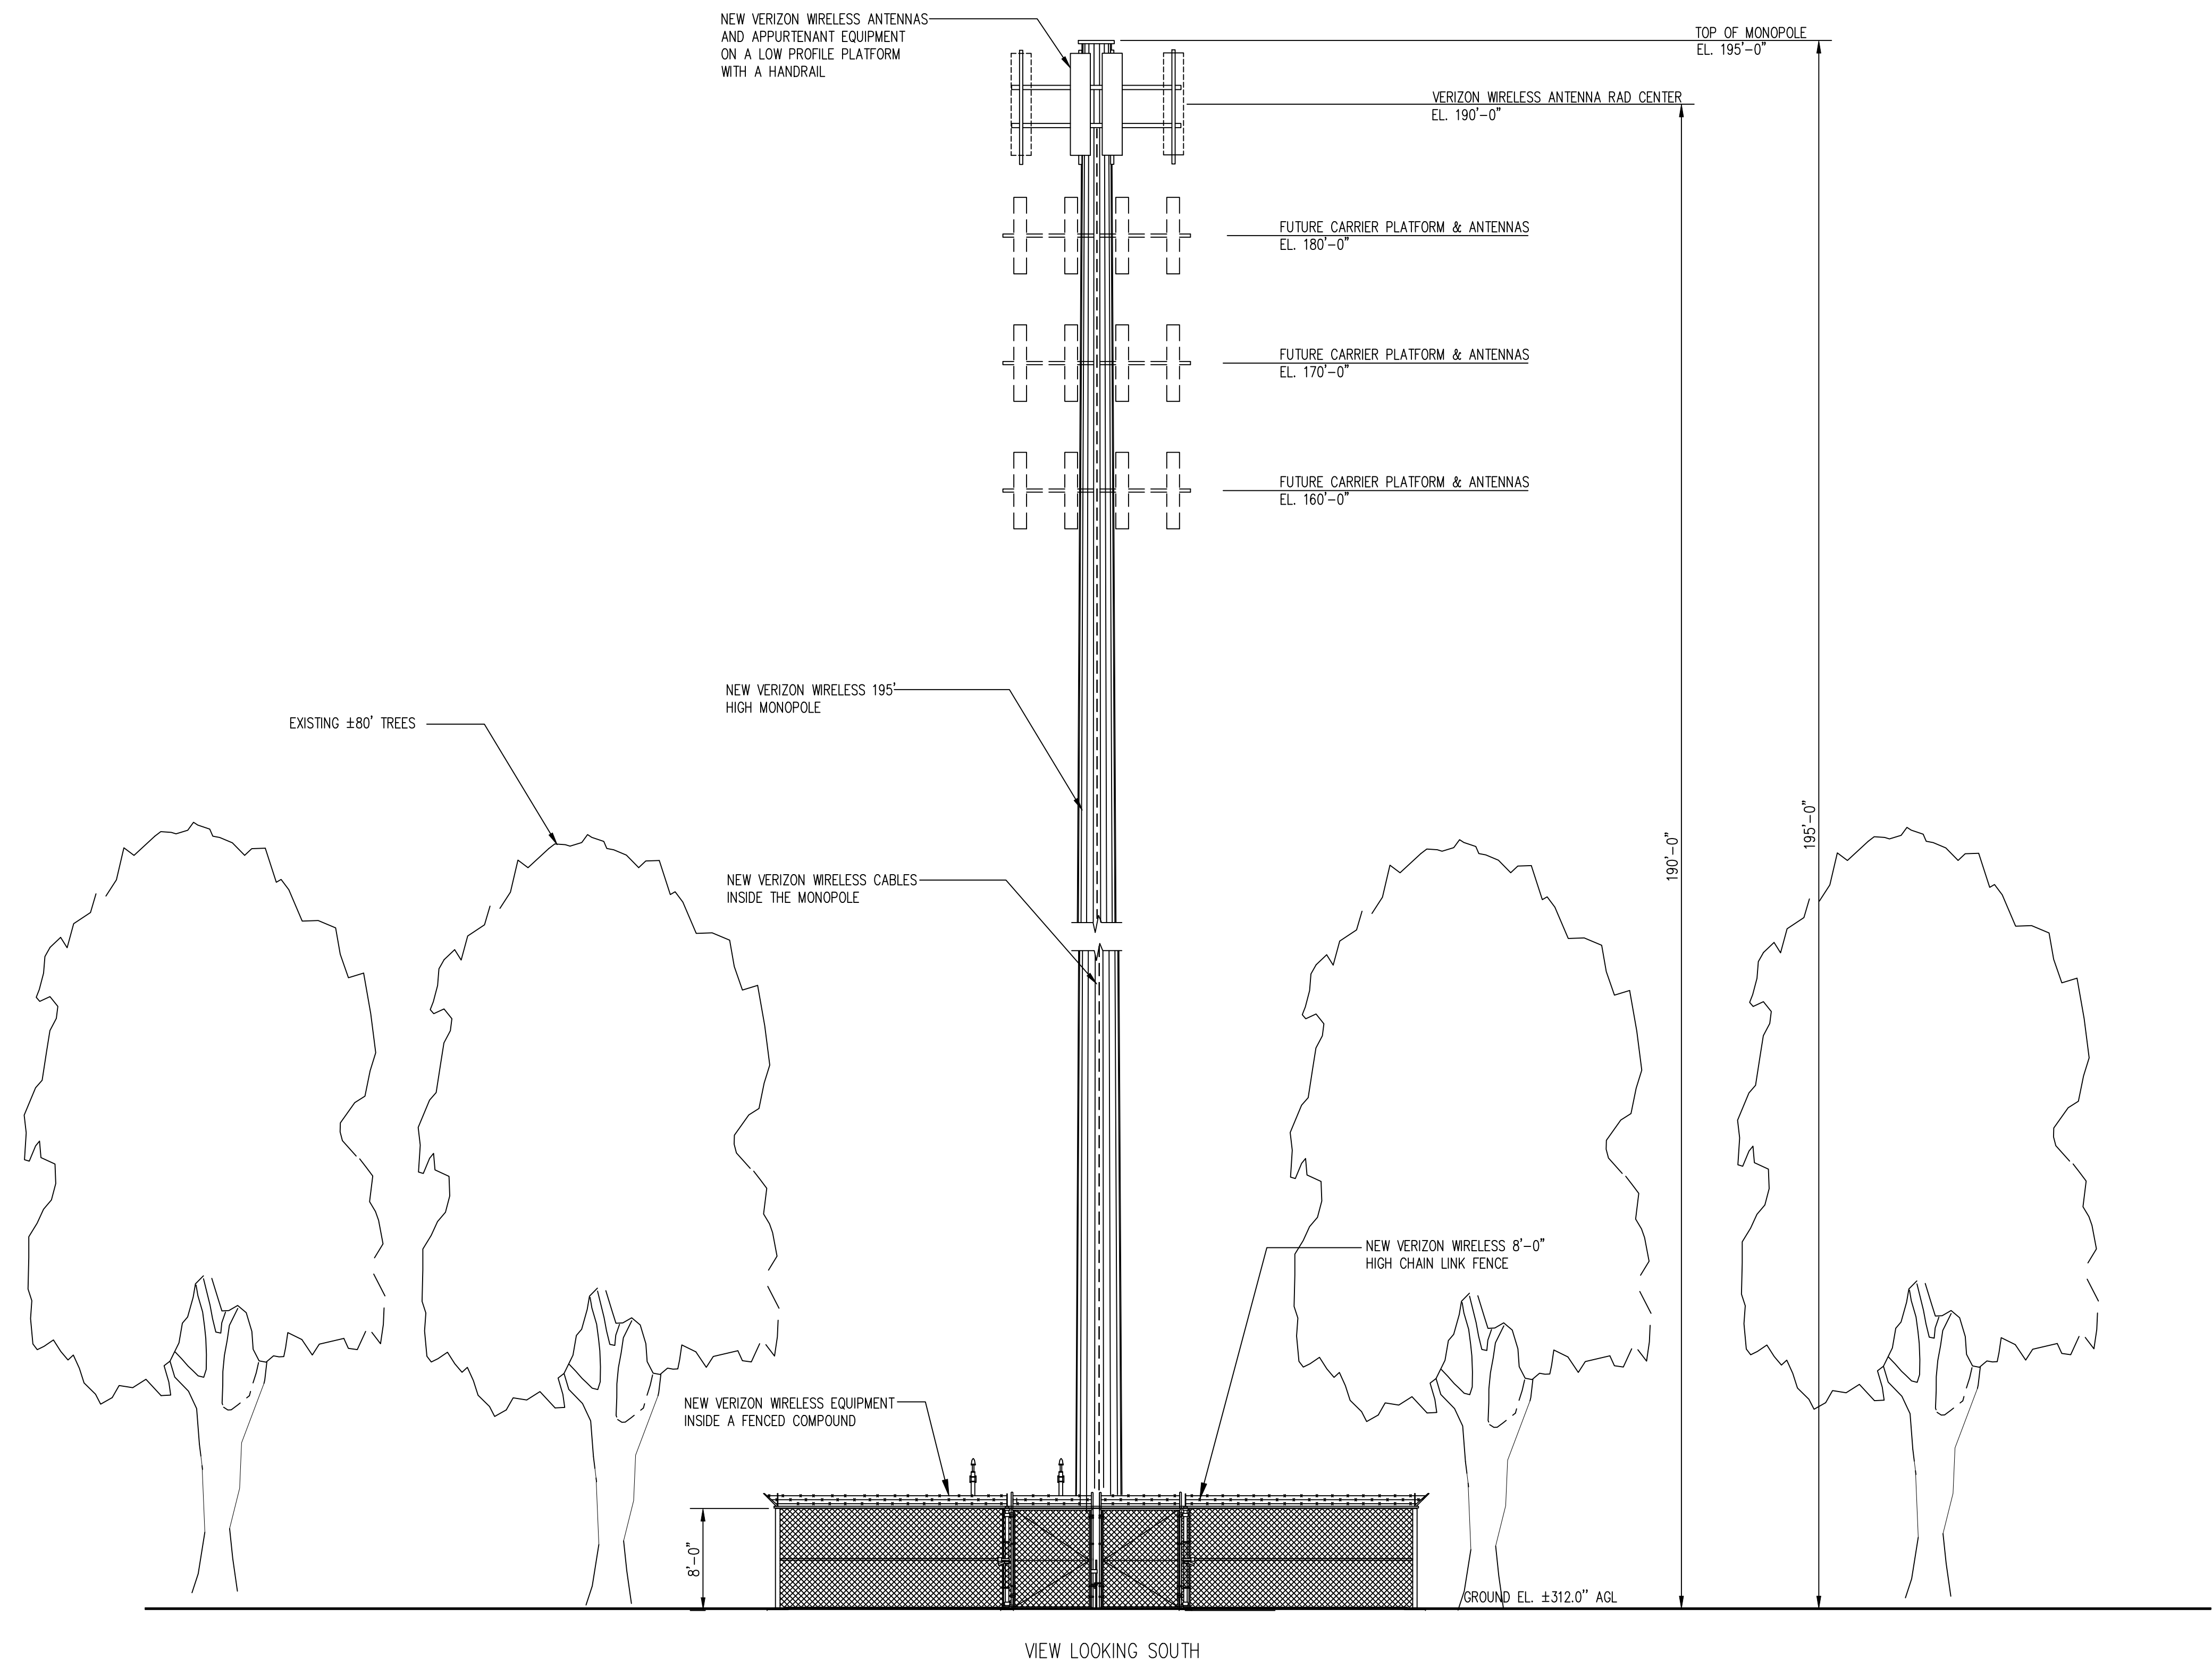 NEW VERIZON WIRELESS ANTENNAS
AND APPURTENANT EQUIPMENT
ON A LOW PROFILE PLATFORM
WITH A HANDRAIL
TOP OF MONOPOLE
EL. 195'-0"
VERIZON WIRELESS ANTENNA RAD CENTER
EL. 190'-0"
FUTURE CARRIER PLATFORM & ANTENNAS
EL. 180'-0"
FUTURE CARRIER PLATFORM & ANTENNAS
EL. 170'-0"
FUTURE CARRIER PLATFORM & ANTENNAS
EL. 160'-0"
NEW VERIZON WIRELESS 195'
HIGH MONOPOLE
EXISTING ±80' TREES
190'-0"
195'-0"
NEW VERIZON WIRELESS CABLES
INSIDE THE MONOPOLE
NEW VERIZON WIRELESS 8'-0"
HIGH CHAIN LINK FENCE
NEW VERIZON WIRELESS EQUIPMENT
INSIDE A FENCED COMPOUND
8'-0"
GROUND EL. ±312.0'' AGL
VIEW LOOKING SOUTH